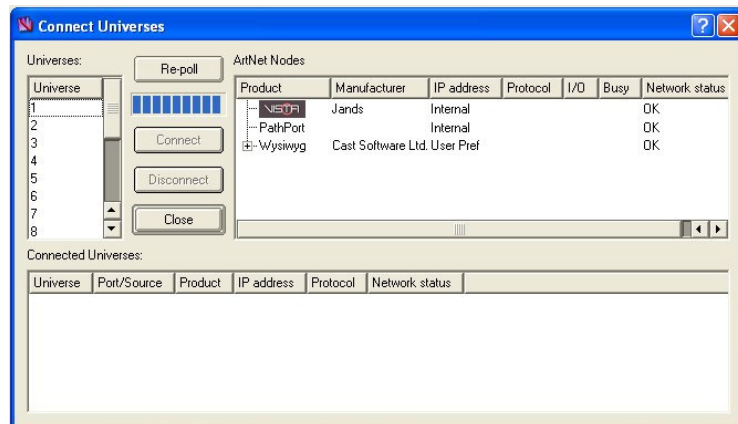 Connect Universes
Universes:
Re-poll
ArtNet Nodes
Universe
Product Manufacturer IP address Protocol I/O Busy Network status
1
VISTA Jands Internal OK
2
PathPort Internal OK
3
Connect
Wysiwyg Cast Software Ltd. User Pref OK
4
5
Disconnect
6
7
Close
8
Connected Universes:
Universe Port/Source Product IP address Protocol Network status